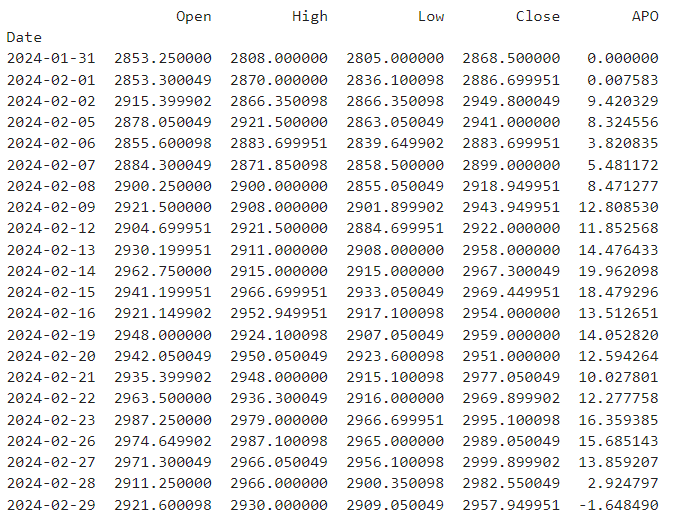 Open High Low Close APO
Date
2024-01-31 2853.250000 2808.000000 2805.000000 2868.500000 0.000000
2024-02-01 2853.300049 2870.000000 2836.100098 2886.699951 0.007583
2024-02-02 2915.399902 2866.350098 2866.350098 2949.800049 9.420329
2024-02-05 2878.050049 2921.500000 2863.050049 2941.000000 8.324556
2024-02-06 2855.600098 2883.699951 2839.649902 2883.699951 3.820835
2024-02-07 2884.300049 2871.850098 2858.500000 2899.000000 5.481172
2024-02-08 2900.250000 2900.000000 2855.050049 2918.949951 8.471277
2024-02-09 2921.500000 2908.000000 2901.899902 2943.949951 12.808530
2024-02-12 2904.699951 2921.500000 2884.699951 2922.000000 11.852568
2024-02-13 2930.199951 2911.000000 2908.000000 2958.000000 14.476433
2024-02-14 2962.750000 2915.000000 2915.000000 2967.300049 19.962098
2024-02-15 2941.199951 2966.699951 2933.050049 2969.449951 18.479296
2024-02-16 2921.149902 2952.949951 2917.100098 2954.000000 13.512651
2024-02-19 2948.000000 2924.100098 2907.050049 2959.000000 14.052820
2024-02-20 2942.050049 2950.050049 2923.600098 2951.000000 12.594264
2024-02-21 2935.399902 2948.000000 2915.100098 2977.050049 10.027801
2024-02-22 2963.500000 2936.300049 2916.000000 2969.899902 12.277758
2024-02-23 2987.250000 2979.000000 2966.699951 2995.100098 16.359385
2024-02-26 2974.649902 2987.100098 2965.000000 2989.050049 15.685143
2024-02-27 2971.300049 2966.050049 2956.100098 2999.899902 13.859207
2024-02-28 2911.250000 2966.000000 2900.350098 2982.550049 2.924797
2024-02-29 2921.600098 2930.000000 2909.050049 2957.949951 -1.648490